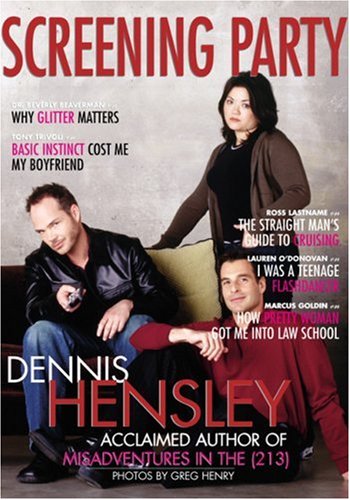 SCREENING PARTY
DR. BEVERLY BEAVERMAN
WHY GLITTER MATTERS
TONY TRIVOLI
BASIC INSTINCT COST ME
MY BOYFRIEND
ROSS LASTNAME
THE STRAIGHT MAN'S
GUIDE TO CRUISING
LAUREN O'DONOVAN
I WAS A TEENAGE
FLASHDANCER
MARCUS GOLDIN
HOW PRETTY WOMAN
GOT ME INTO LAW SCHOOL
DENNIS
HENSLEY
ACCLAIMED AUTHOR OF
MISADVENTURES IN THE (213)
PHOTOS BY GREG HENRY